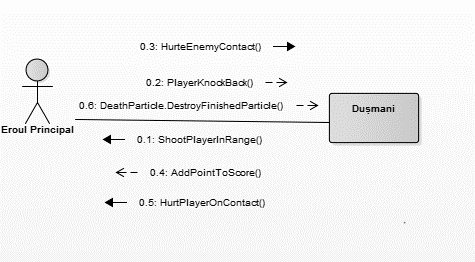 0.3: HurteEnemyContact()
0.2: PlayerKnockBack()
0.6: DeathParticle.DestroyFinishedParticle()
Dușmani
Eroul Principal
0.1: ShootPlayerInRange()
0.4: AddPointToScore()
0.5: HurtPlayerOnContact()